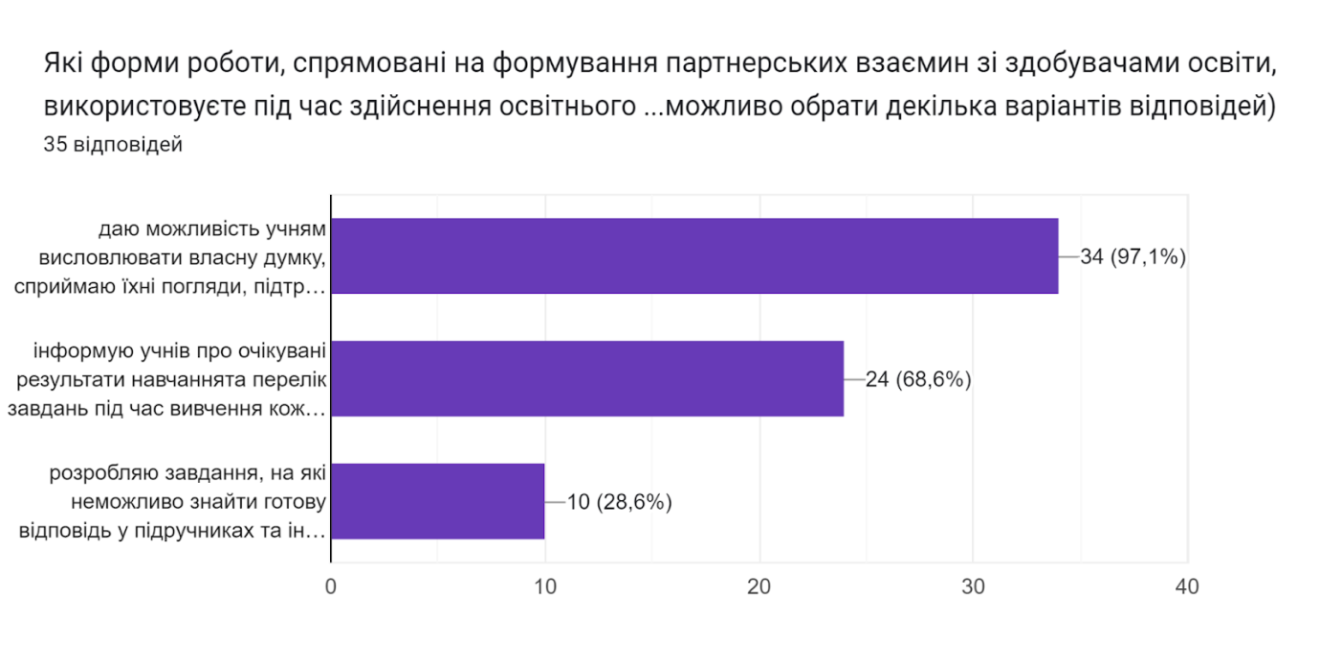 Які форми роботи, спрямовані на формування партнерських взаємин зі здобувачами освіти,
використовуєте під час здійснення освітнього ...можливо обрати декілька варіантів відповідей)
35 відповідей
даю можливість учням
висловлювати власну думку,
сприймаю їхні погляди, підтр...
34 (97,1%)
інформую учнів про очікувані
результати навчаннята перелік
завдань під час вивчення кож...
24 (68,6%)
розробляю завдання, на які
неможливо знайти готову
відповідь у підручниках та ін...
10 (28,6%)
0 10 20 30 40